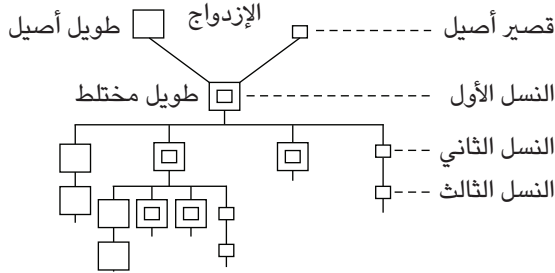 قصير أصيل
الإزدواج
طويل أصيل
النسل الأول
طويل مختلط
النسل الثاني
النسل الثالث